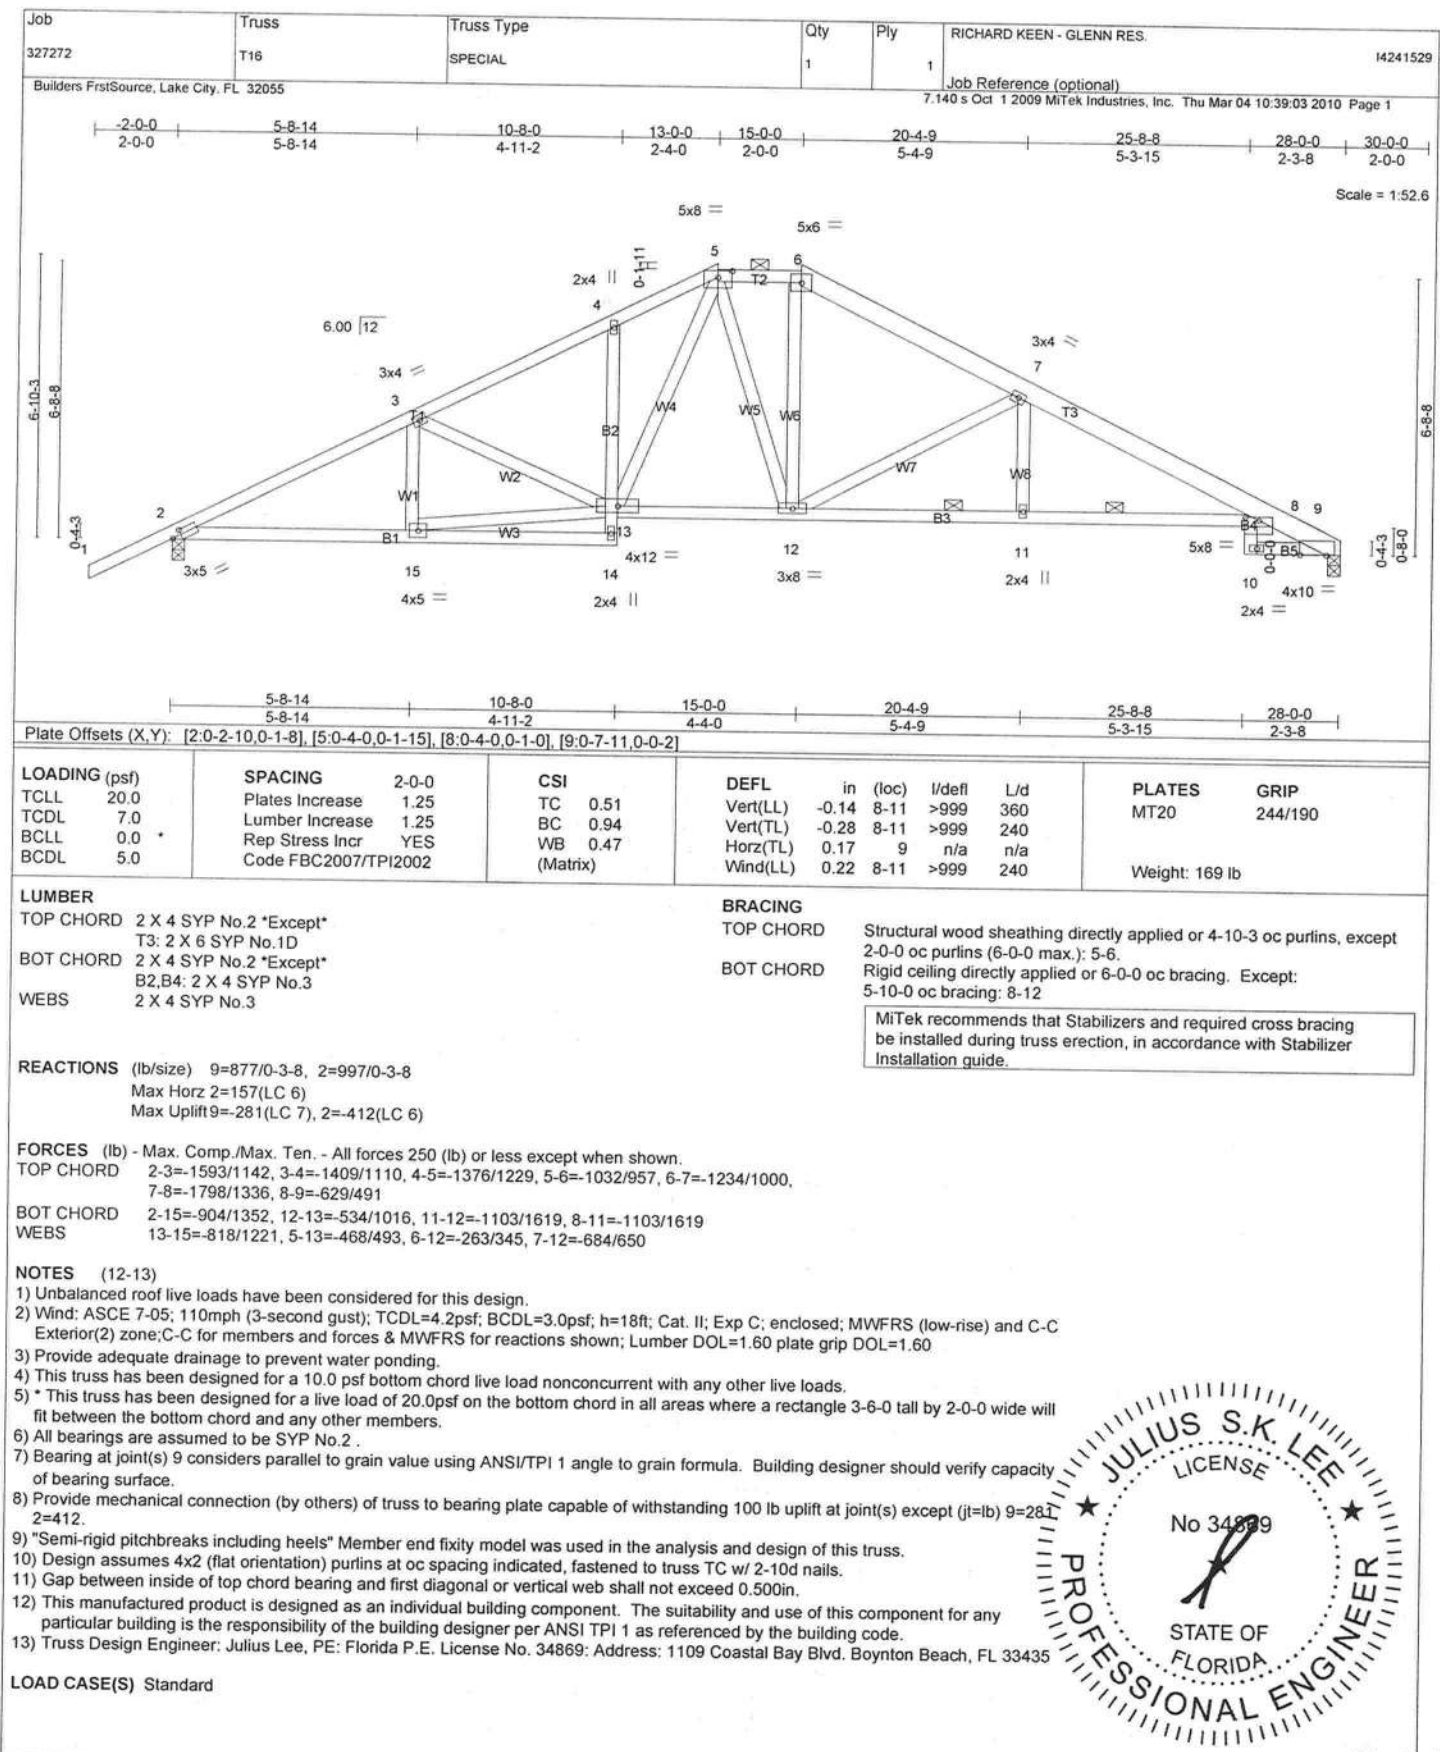 Job Truss Truss Type Qty Ply RICHARD KEEN - GLENN RES.
327272 T16 SPECIAL 1 1 I4241529
Job Reference (optional)
Builders FrstSource, Lake City, FL 32055 7.140 s Oct 1 2009 MiTek Industries, Inc. Thu Mar 04 10:39:03 2010 Page 1
-2-0-0 5-8-14 10-8-0 13-0-0 15-0-0 20-4-9 25-8-8 28-0-0 30-0-0
2-0-0 5-8-14 4-11-2 2-4-0 2-0-0 5-4-9 5-3-15 2-3-8 2-0-0
Scale = 1:52.6
5x8 =
5x6 =
5 6
2x4 || 0-1-11 T2
4
6.00 12
3x4
7
3x4
3
T1 T3
6-10-3 6-8-8 6-8-8
W4 W5 W6
B2
W2 W7
W1 W8
2 8 9
0-4-3
1
B1 W3 13 B3 B4 B5
3x5 15 4x12 = 12 11 5x8 = 0-0-0 0-4-3 0-8-0
14 3x8 = 2x4 || 10 4x10 =
4x5 = 2x4 || 2x4 =
5-8-14 10-8-0 15-0-0 20-4-9 25-8-8 28-0-0
5-8-14 4-11-2 4-4-0 5-4-9 5-3-15 2-3-8
Plate Offsets (X,Y): [2:0-2-10,0-1-8], [5:0-4-0,0-1-15], [8:0-4-0,0-1-0], [9:0-7-11,0-0-2]
LOADING (psf) SPACING 2-0-0 CSI DEFL in (loc) l/defl L/d PLATES GRIP
TCLL 20.0 Plates Increase 1.25 TC 0.51 Vert(LL) -0.14 8-11 >999 360 MT20 244/190
TCDL 7.0 Lumber Increase 1.25 BC 0.94 Vert(TL) -0.28 8-11 >999 240
BCLL 0.0 * Rep Stress Incr YES WB 0.47 Horz(TL) 0.17 9 n/a n/a
BCDL 5.0 Code FBC2007/TPI2002 (Matrix) Wind(LL) 0.22 8-11 >999 240 Weight: 169 lb
LUMBER
TOP CHORD 2 X 4 SYP No.2 *Except*
T3: 2 X 6 SYP No.1D
BOT CHORD 2 X 4 SYP No.2 *Except*
B2,B4: 2 X 4 SYP No.3
WEBS 2 X 4 SYP No.3
BRACING
TOP CHORD Structural wood sheathing directly applied or 4-10-3 oc purlins, except
2-0-0 oc purlins (6-0-0 max.): 5-6.
BOT CHORD Rigid ceiling directly applied or 6-0-0 oc bracing. Except:
5-10-0 oc bracing: 8-12
MiTek recommends that Stabilizers and required cross bracing
be installed during truss erection, in accordance with Stabilizer
Installation guide.
REACTIONS (lb/size) 9=877/0-3-8, 2=997/0-3-8
Max Horz 2=157(LC 6)
Max Uplift 9=-281(LC 7), 2=-412(LC 6)
FORCES (lb) - Max. Comp./Max. Ten. - All forces 250 (lb) or less except when shown.
TOP CHORD 2-3=-1593/1142, 3-4=-1409/1110, 4-5=-1376/1229, 5-6=-1032/957, 6-7=-1234/1000,
7-8=-1798/1336, 8-9=-629/491
BOT CHORD 2-15=-904/1352, 12-13=-534/1016, 11-12=-1103/1619, 8-11=-1103/1619
WEBS 13-15=-818/1221, 5-13=-468/493, 6-12=-263/345, 7-12=-684/650
NOTES (12-13)
1) Unbalanced roof live loads have been considered for this design.
2) Wind: ASCE 7-05; 110mph (3-second gust); TCDL=4.2psf; BCDL=3.0psf; h=18ft; Cat. II; Exp C; enclosed; MWFRS (low-rise) and C-C
Exterior(2) zone;C-C for members and forces & MWFRS for reactions shown; Lumber DOL=1.60 plate grip DOL=1.60
3) Provide adequate drainage to prevent water ponding.
4) This truss has been designed for a 10.0 psf bottom chord live load nonconcurrent with any other live loads.
5) * This truss has been designed for a live load of 20.0psf on the bottom chord in all areas where a rectangle 3-6-0 tall by 2-0-0 wide will
fit between the bottom chord and any other members.
6) All bearings are assumed to be SYP No.2 .
7) Bearing at joint(s) 9 considers parallel to grain value using ANSI/TPI 1 angle to grain formula. Building designer should verify capacity
of bearing surface.
8) Provide mechanical connection (by others) of truss to bearing plate capable of withstanding 100 lb uplift at joint(s) except (jt=lb) 9=281
2=412.
9) "Semi-rigid pitchbreaks including heels" Member end fixity model was used in the analysis and design of this truss.
10) Design assumes 4x2 (flat orientation) purlins at oc spacing indicated, fastened to truss TC w/ 2-10d nails.
11) Gap between inside of top chord bearing and first diagonal or vertical web shall not exceed 0.500in.
12) This manufactured product is designed as an individual building component. The suitability and use of this component for any
particular building is the responsibility of the building designer per ANSI TPI 1 as referenced by the building code.
13) Truss Design Engineer: Julius Lee, PE: Florida P.E. License No. 34869: Address: 1109 Coastal Bay Blvd. Boynton Beach, FL 33435
LOAD CASE(S) Standard
JULIUS S.K. LEE
LICENSE
No 34869
STATE OF
FLORIDA
PROFESSIONAL ENGINEER